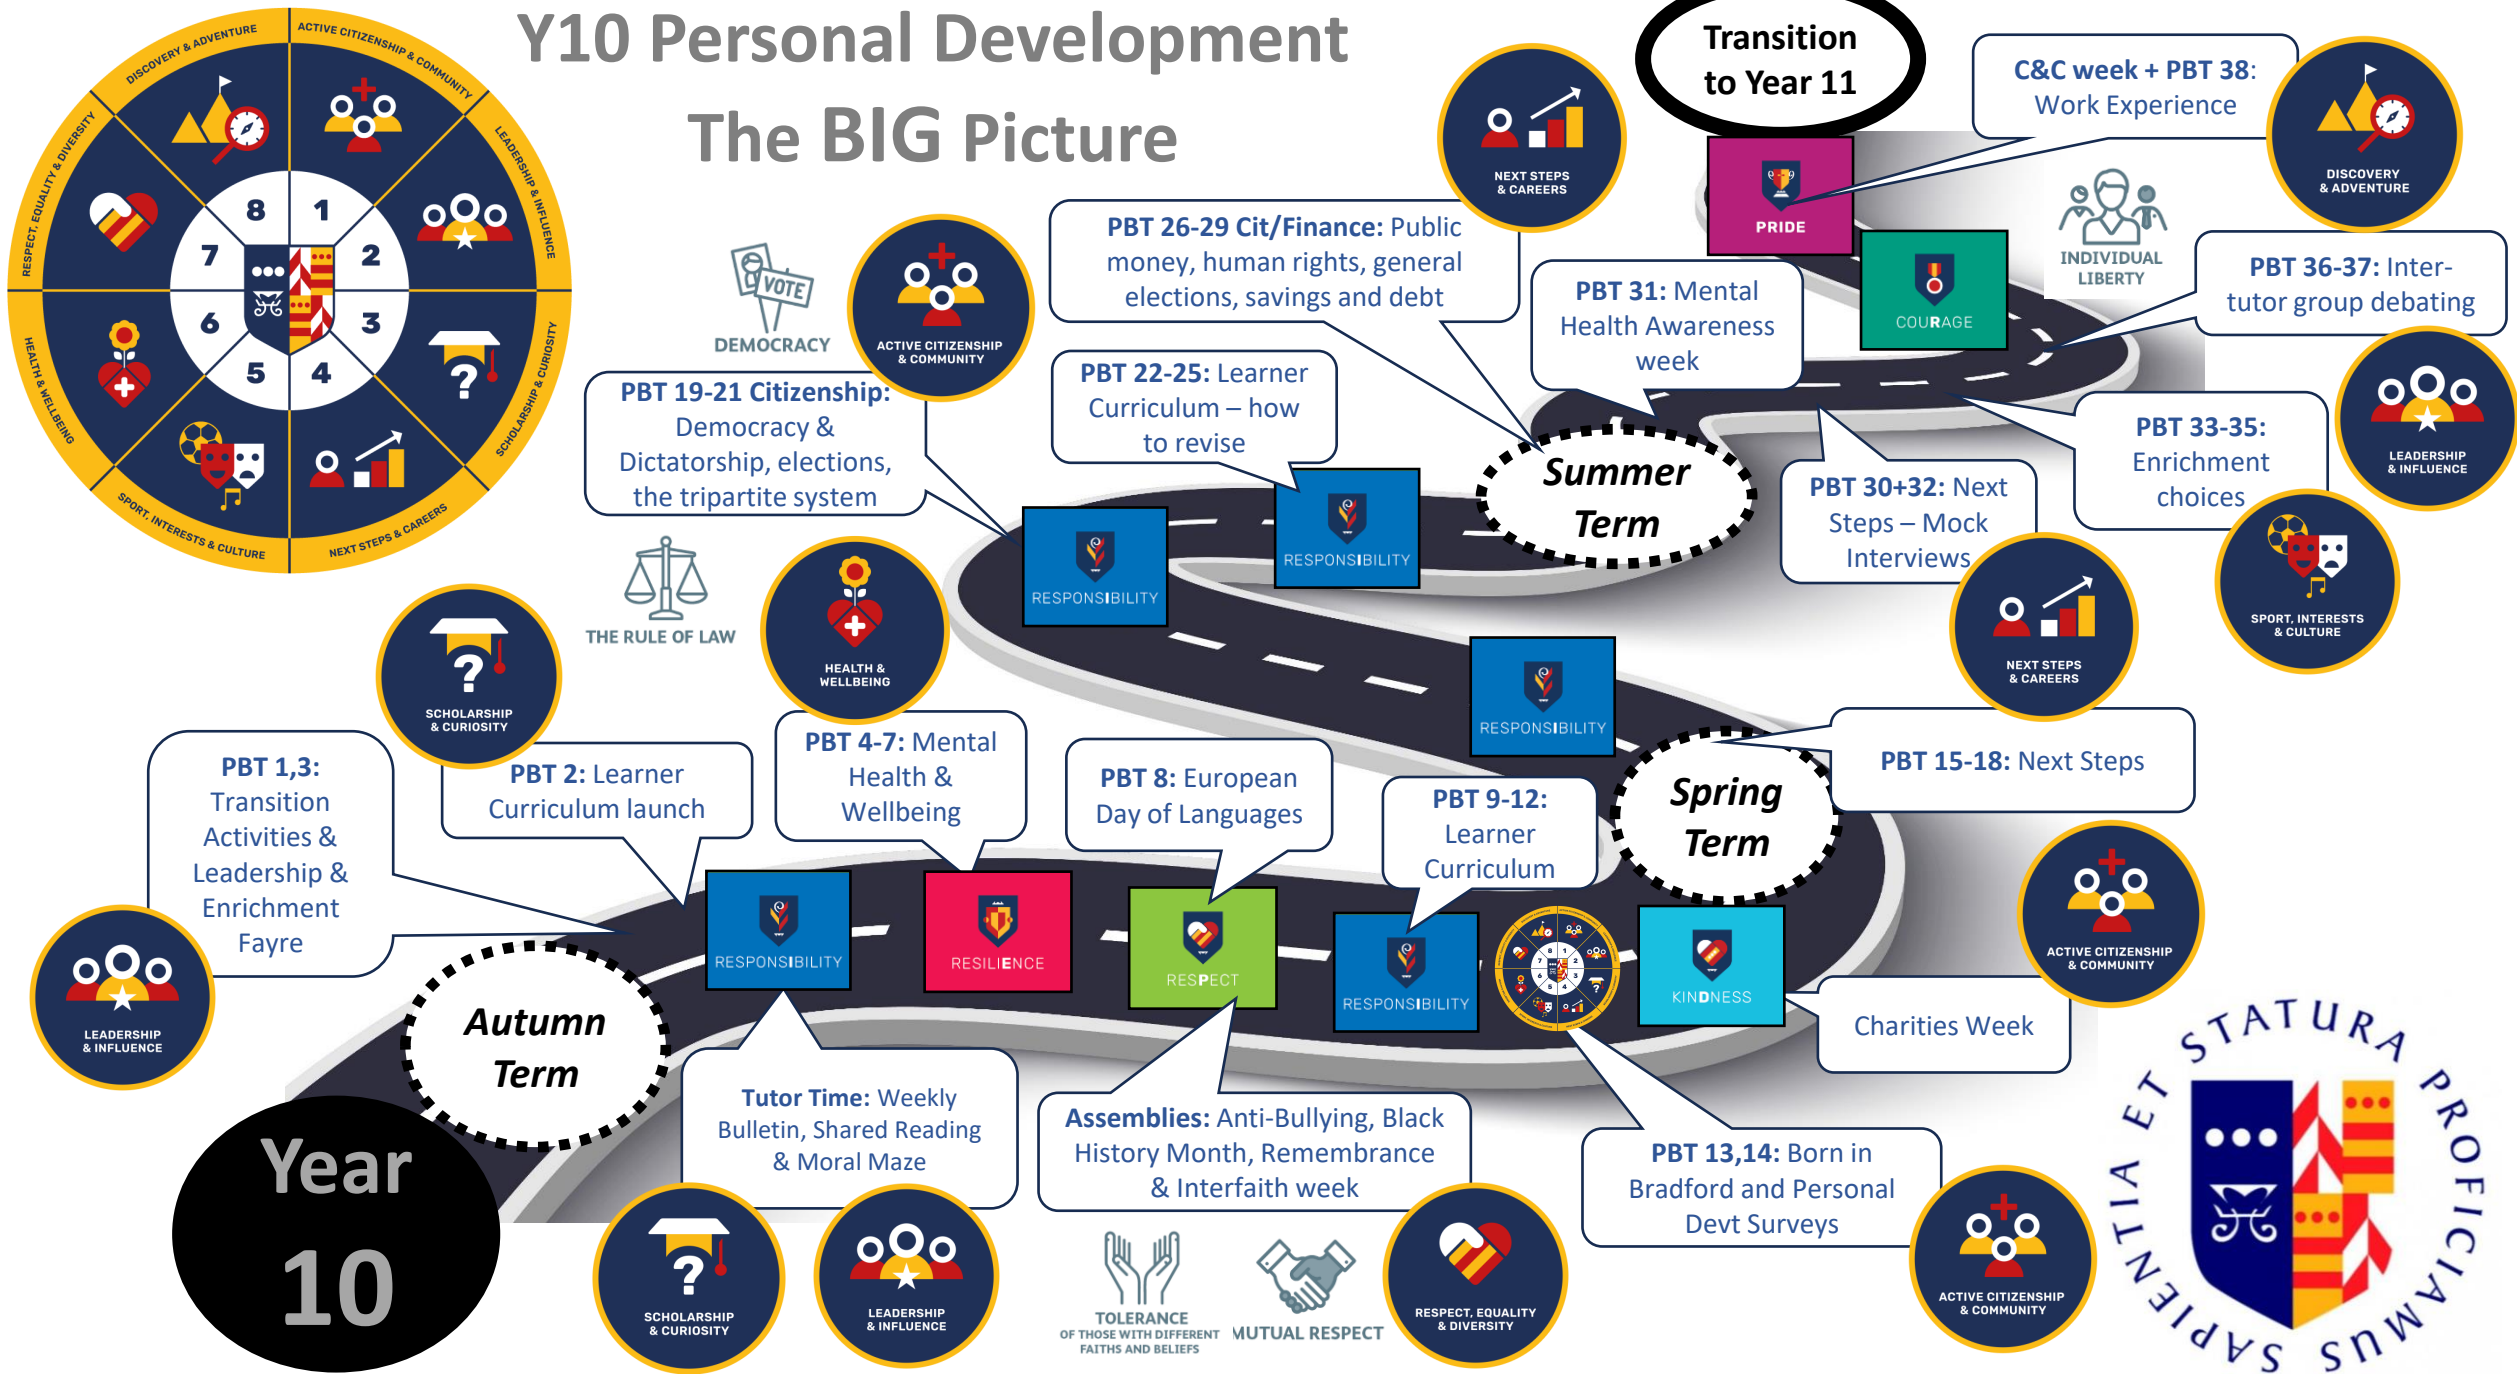 Y10 Personal Development
The BIG Picture
DISCOVERY & ADVENTURE
ACTIVE CITIZENSHIP & COMMUNITY
LEADERSHIP & INFLUENCE
SCHOLARSHIP & CURIOSITY
NEXT STEPS & CAREERS
SPORT, INTERESTS & CULTURE
HEALTH & WELLBEING
RESPECT, EQUALITY & DIVERSITY
8
1
7
2
6
3
5
4
Transition
to Year 11
C&C week + PBT 38:
Work Experience
DISCOVERY
& ADVENTURE
NEXT STEPS
& CAREERS
PRIDE
INDIVIDUAL
LIBERTY
COURAGE
PBT 36-37: Inter-
tutor group debating
LEADERSHIP
& INFLUENCE
PBT 26-29 Cit/Finance: Public
money, human rights, general
elections, savings and debt
PBT 31: Mental
Health Awareness
week
VOTE
DEMOCRACY
ACTIVE CITIZENSHIP
& COMMUNITY
PBT 19-21 Citizenship:
Democracy &
Dictatorship, elections,
the tripartite system
PBT 22-25: Learner
Curriculum – how
to revise
Summer
Term
PBT 30+32: Next
Steps – Mock
Interviews
PBT 33-35:
Enrichment
choices
SPORT, INTERESTS
& CULTURE
NEXT STEPS
& CAREERS
RESPONSIBILITY
RESPONSIBILITY
THE RULE OF LAW
HEALTH &
WELLBEING
SCHOLARSHIP
& CURIOSITY
RESPONSIBILITY
PBT 15-18: Next Steps
Spring
Term
PBT 1,3:
Transition
Activities &
Leadership &
Enrichment
Fayre
PBT 2: Learner
Curriculum launch
PBT 4-7: Mental
Health &
Wellbeing
PBT 8: European
Day of Languages
PBT 9-12:
Learner
Curriculum
LEADERSHIP
& INFLUENCE
RESPONSIBILITY
RESILIENCE
RESPECT
RESPONSIBILITY
8
1
7
2
6
3
5
4
KINDNESS
ACTIVE CITIZENSHIP
& COMMUNITY
Charities Week
Autumn
Term
Year
10
Tutor Time: Weekly
Bulletin, Shared Reading
& Moral Maze
Assemblies: Anti-Bullying, Black
History Month, Remembrance
& Interfaith week
PBT 13,14: Born in
Bradford and Personal
Devt Surveys
SCHOLARSHIP
& CURIOSITY
LEADERSHIP
& INFLUENCE
TOLERANCE
OF THOSE WITH DIFFERENT
FAITHS AND BELIEFS
MUTUAL RESPECT
RESPECT, EQUALITY
& DIVERSITY
ACTIVE CITIZENSHIP
& COMMUNITY
SAPIENTIA ET STATURA PROFICIAMUS